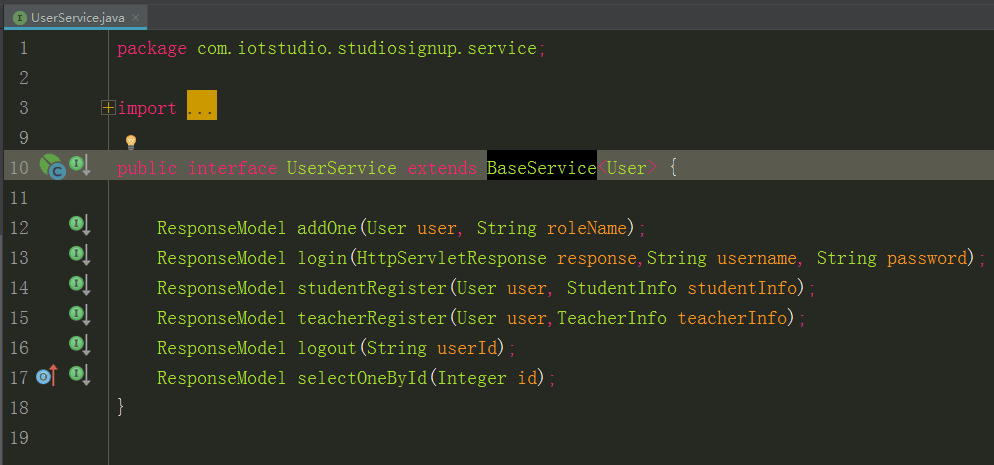 UserService.java
1 package com.iotstudio.studiosignup.service;
2
3 import ...
9
10 public interface UserService extends BaseService<User> {
11
12 ResponseModel addOne(User user, String roleName);
13 ResponseModel login(HttpServletResponse response,String username, String password);
14 ResponseModel studentRegister(User user, StudentInfo studentInfo);
15 ResponseModel teacherRegister(User user,TeacherInfo teacherInfo);
16 ResponseModel logout(String userId);
17 ResponseModel selectOneById(Integer id);
18 }
19